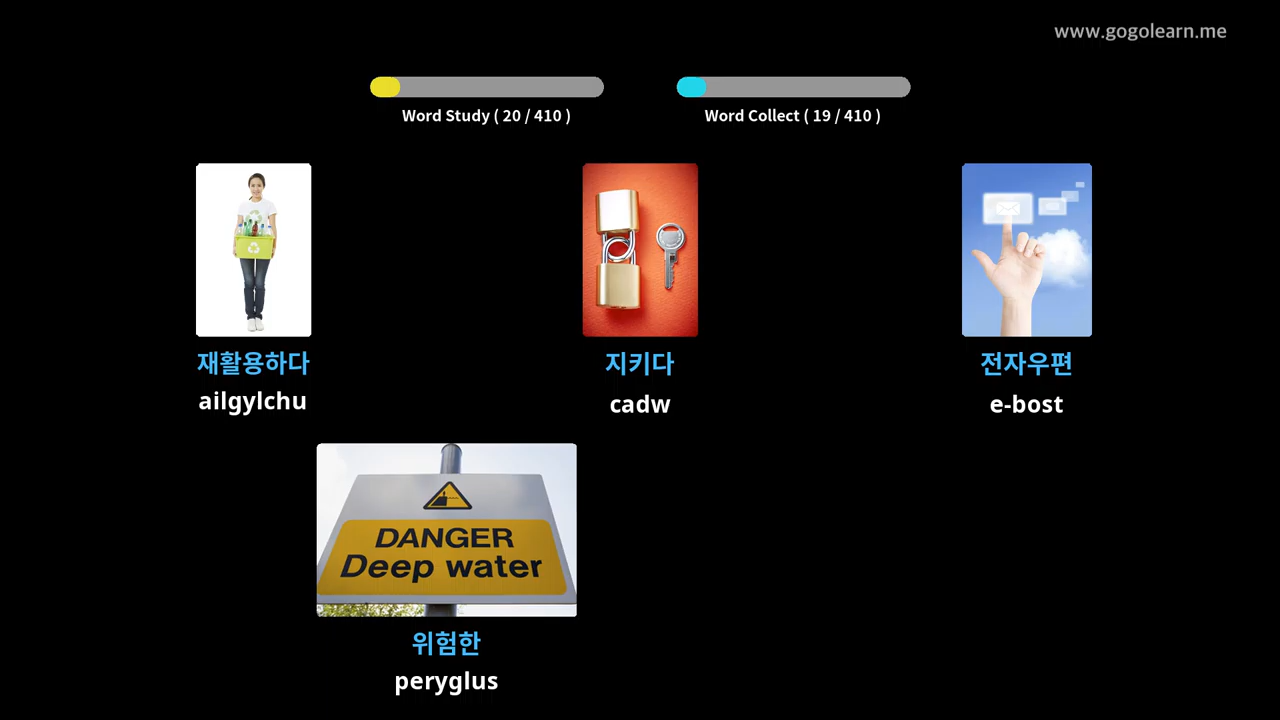 www.gogolearn.me
Word Study ( 20 / 410 )
Word Collect ( 19 / 410 )
재활용하다
ailgylchu
지키다
cadw
전자우편
e-bost
DANGER
Deep water
위험한
peryglus